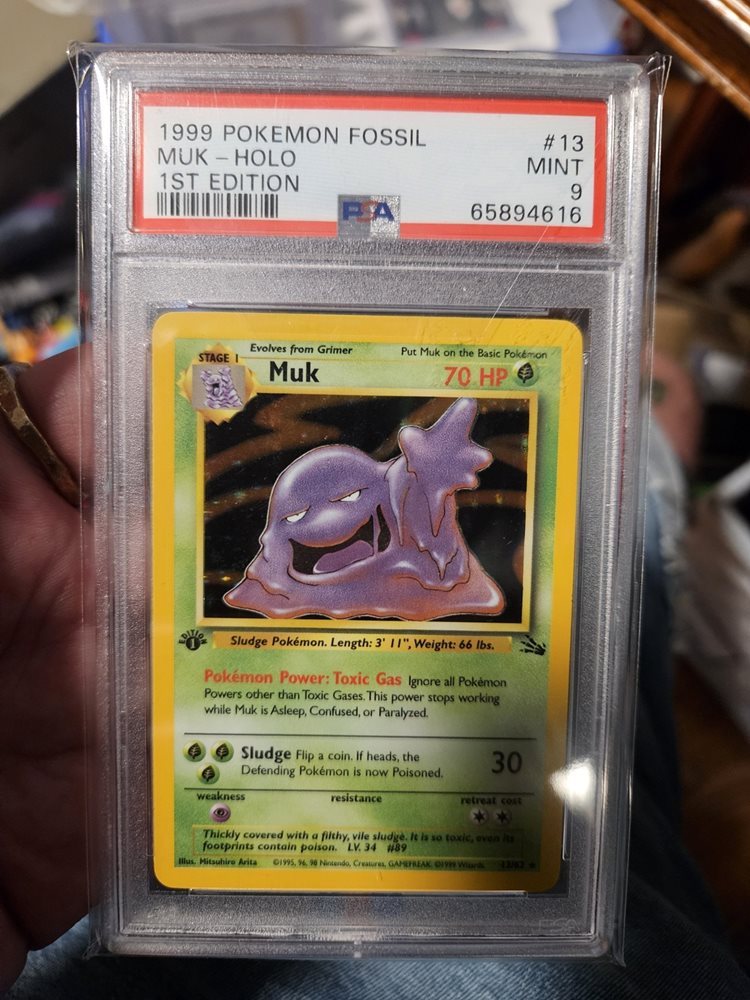 1999 POKEMON FOSSIL #13
MUK – HOLO MINT
1ST EDITION 9
PSA 65894616
Evolves from Grimer Put Muk on the Basic Pokémon
STAGE 1
Muk 70 HP
EDITION
1
Sludge Pokémon. Length: 3' 11", Weight: 66 lbs.
Pokémon Power: Toxic Gas Ignore all Pokémon
Powers other than Toxic Gases. This power stops working
while Muk is Asleep, Confused, or Paralyzed.
Sludge Flip a coin. If heads, the 30
Defending Pokémon is now Poisoned.
weakness resistance retreat cost
Thickly covered with a filthy, vile sludge. It is so toxic, even its
footprints contain poison. LV. 34 #89
Illus. Mitsuhiro Arita ©1995, 96, 98 Nintendo, Creatures, GAMEFREAK. ©1999 Wizards. 13/62